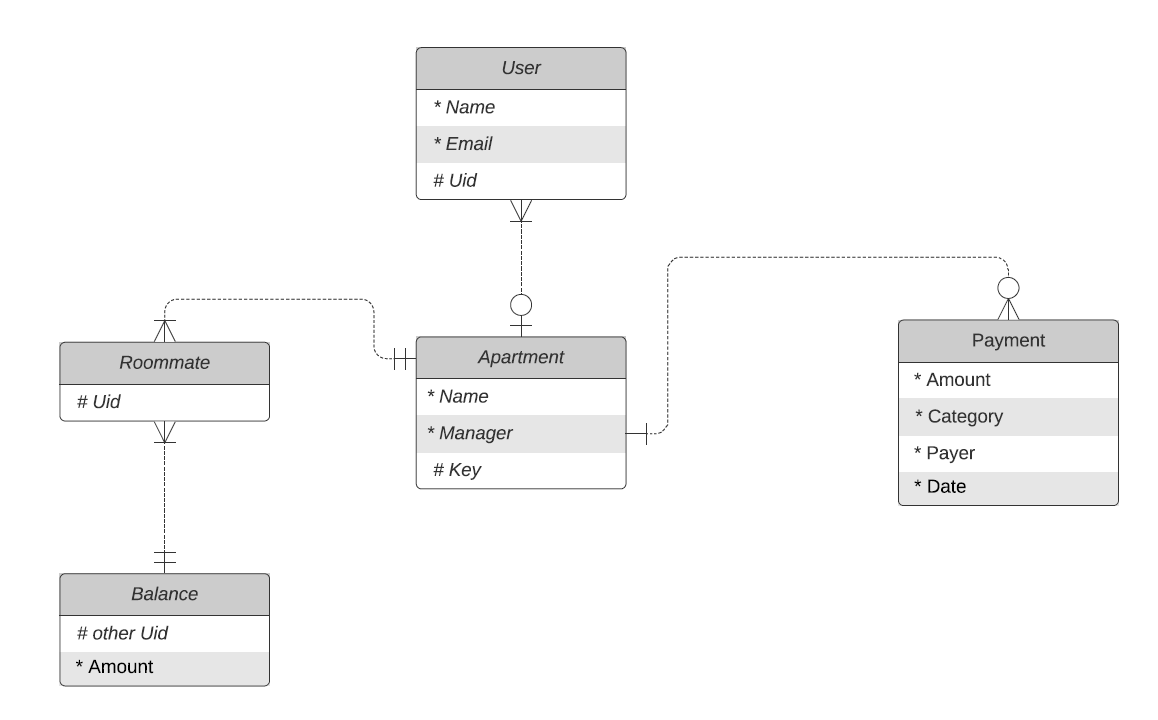 User
* Name
* Email
# Uid
Roommate
# Uid
Apartment
* Name
* Manager
# Key
Payment
* Amount
* Category
* Payer
* Date
Balance
# other Uid
* Amount